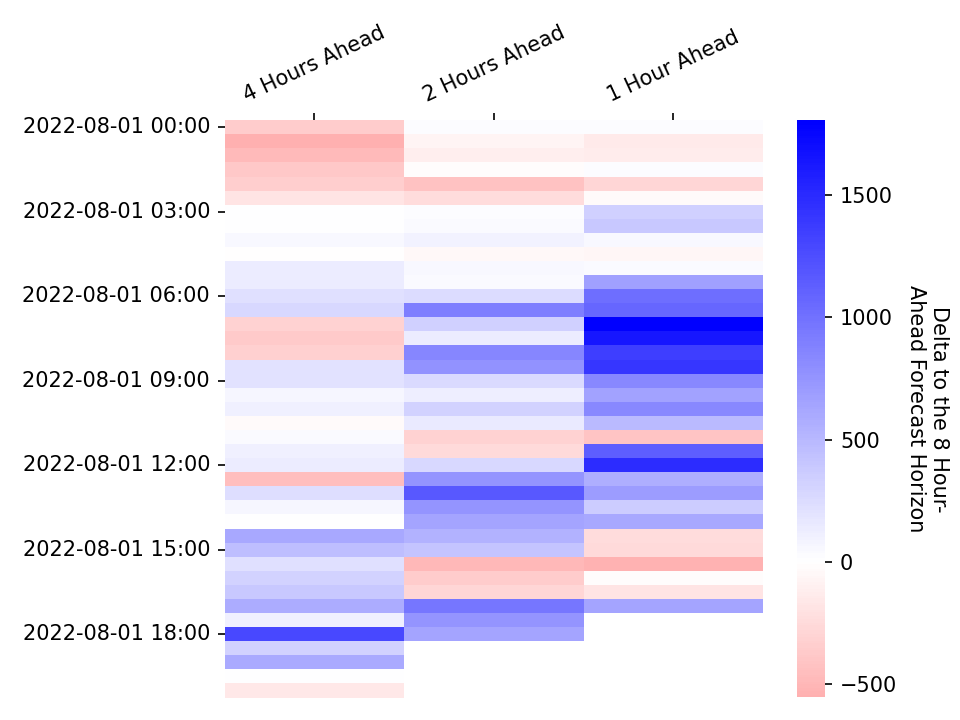 4 Hours Ahead
2 Hours Ahead
1 Hour Ahead
2022-08-01 00:00
2022-08-01 03:00
2022-08-01 06:00
2022-08-01 09:00
2022-08-01 12:00
2022-08-01 15:00
2022-08-01 18:00
1500
1000
500
0
−500
Delta to the 8 Hour-
Ahead Forecast Horizon